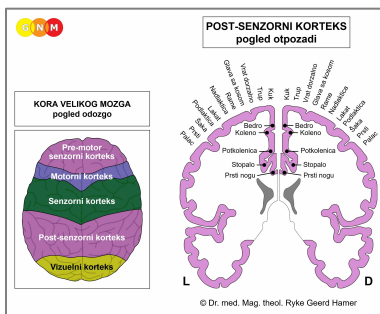 G N M
POST-SENZORNI KORTEKS
pogled otpozadi
KORA VELIKOG MOZGA
pogled odozgo
Pre-motor
senzorni korteks
Motorni korteks
Senzorni korteks
Post-senzorni korteks
Vizuelni korteks
Palac
Prsti
Šaka
Podlaktica
Lakat
Nadlaktica
Rame
Glava sa kosom
Vrat dorzalno
Trup
Kuk
Kuk
Trup
Vrat dorzalno
Glava sa kosom
Rame
Nadlaktica
Lakat
Podlaktica
Šaka
Prsti
Palac
Bedro
Koleno
Potkolenica
Stopalo
Prsti nogu
Bedro
Koleno
Potkolenica
Stopalo
Prsti nogu
L
D
© Dr. med. Mag. theol. Ryke Geerd Hamer